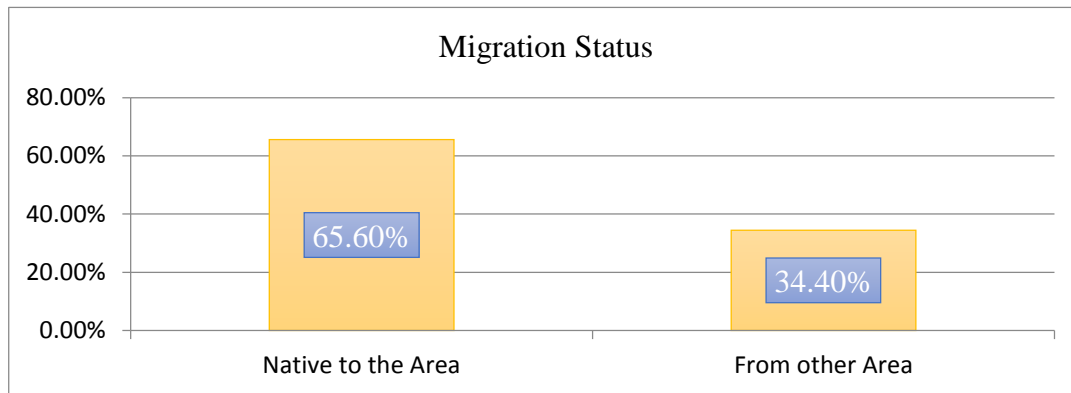 Migration Status
80.00%
60.00%
40.00%
20.00%
0.00%
65.60%
34.40%
Native to the Area
From other Area